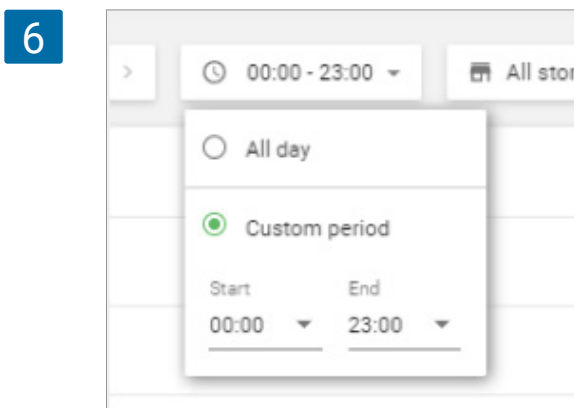 6
00:00 - 23:00
All stor
All day
Custom period
Start End
00:00 23:00